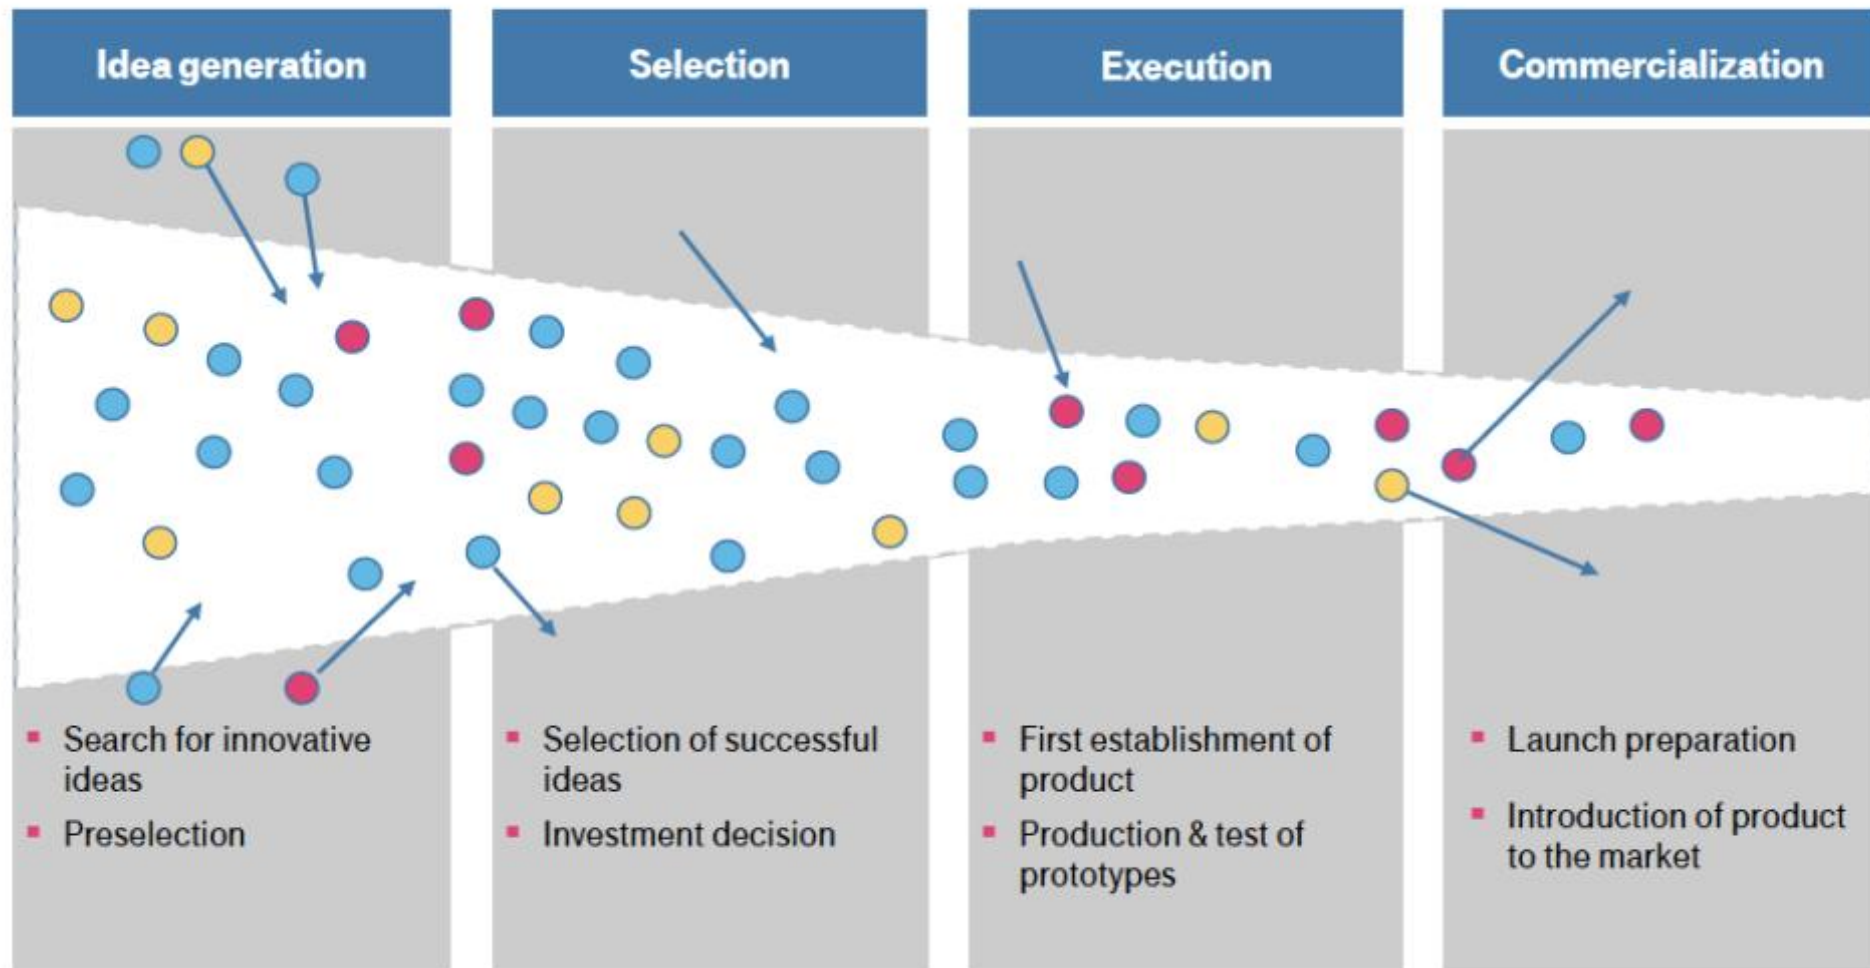 Idea generation
Selection
Execution
Commercialization
▪ Search for innovative
ideas
▪ Preselection
▪ Selection of successful
ideas
▪ Investment decision
▪ First establishment of
product
▪ Production & test of
prototypes
▪ Launch preparation
▪ Introduction of product
to the market